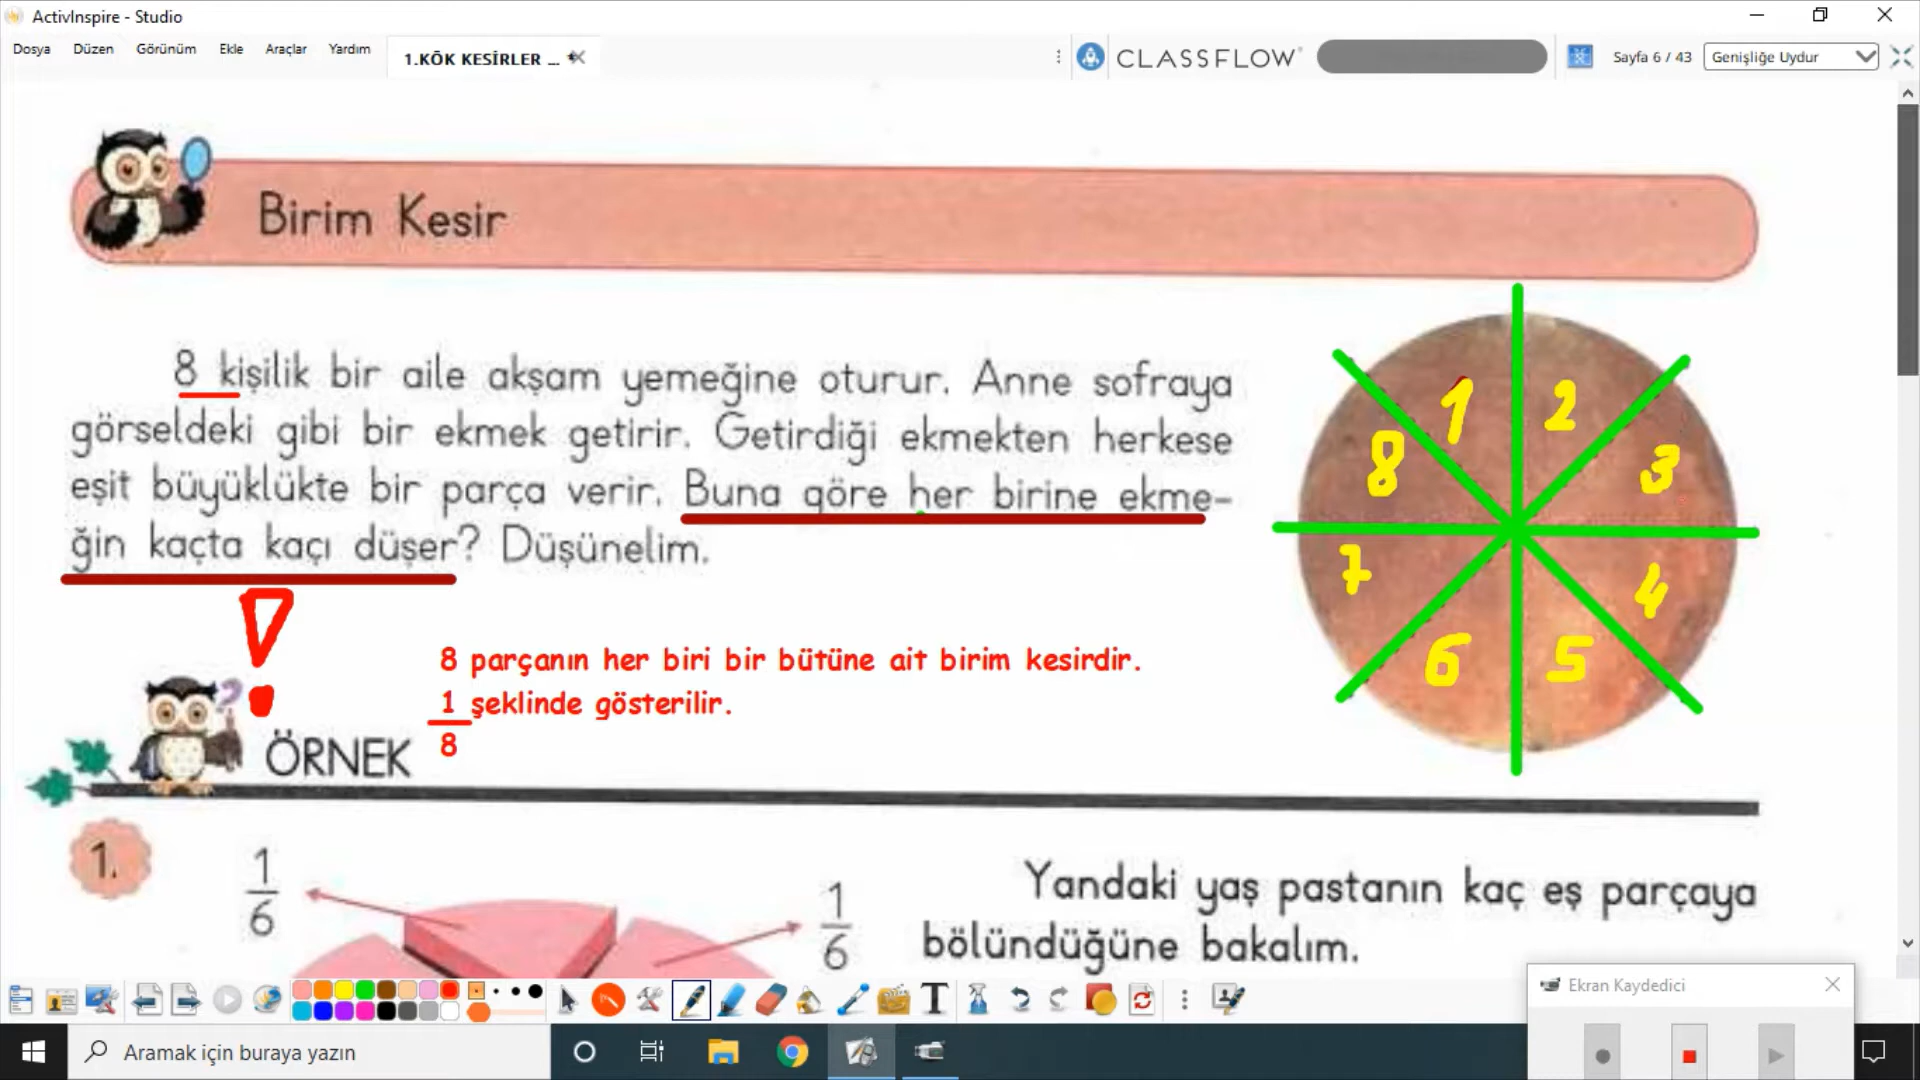 ActivInspire - Studio
Dosya Düzen Görünüm Ekle Araçlar Yardım
1.KÖK KESİRLER ...
CLASSFLOW
Sayfa 6 / 43
Genişliğe Uydur
Birim Kesir
8 kişilik bir aile akşam yemeğine oturur. Anne sofraya
görseldeki gibi bir ekmek getirir. Getirdiği ekmekten herkese
eşit büyüklükte bir parça verir. Buna göre her birine ekme-
ğin kaçta kaçı düşer? Düşünelim.
1
2
3
4
5
6
7
8
8 parçanın her biri bir bütüne ait birim kesirdir.
1 şeklinde gösterilir.
8
?
ÖRNEK
1.
1
6
1
6
Yandaki yaş pastanın kaç eş parçaya
bölündüğüne bakalım.
T
Ekran Kaydedici
Aramak için buraya yazın